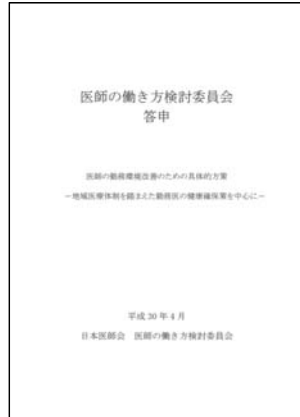 医師の働き方検討委員会
答申
医師の勤務環境改善のための具体的方策
－地域医療体制を踏まえた勤務医の健康確保策を中心に－
平成 30 年 4 月
日本医師会　医師の働き方検討委員会